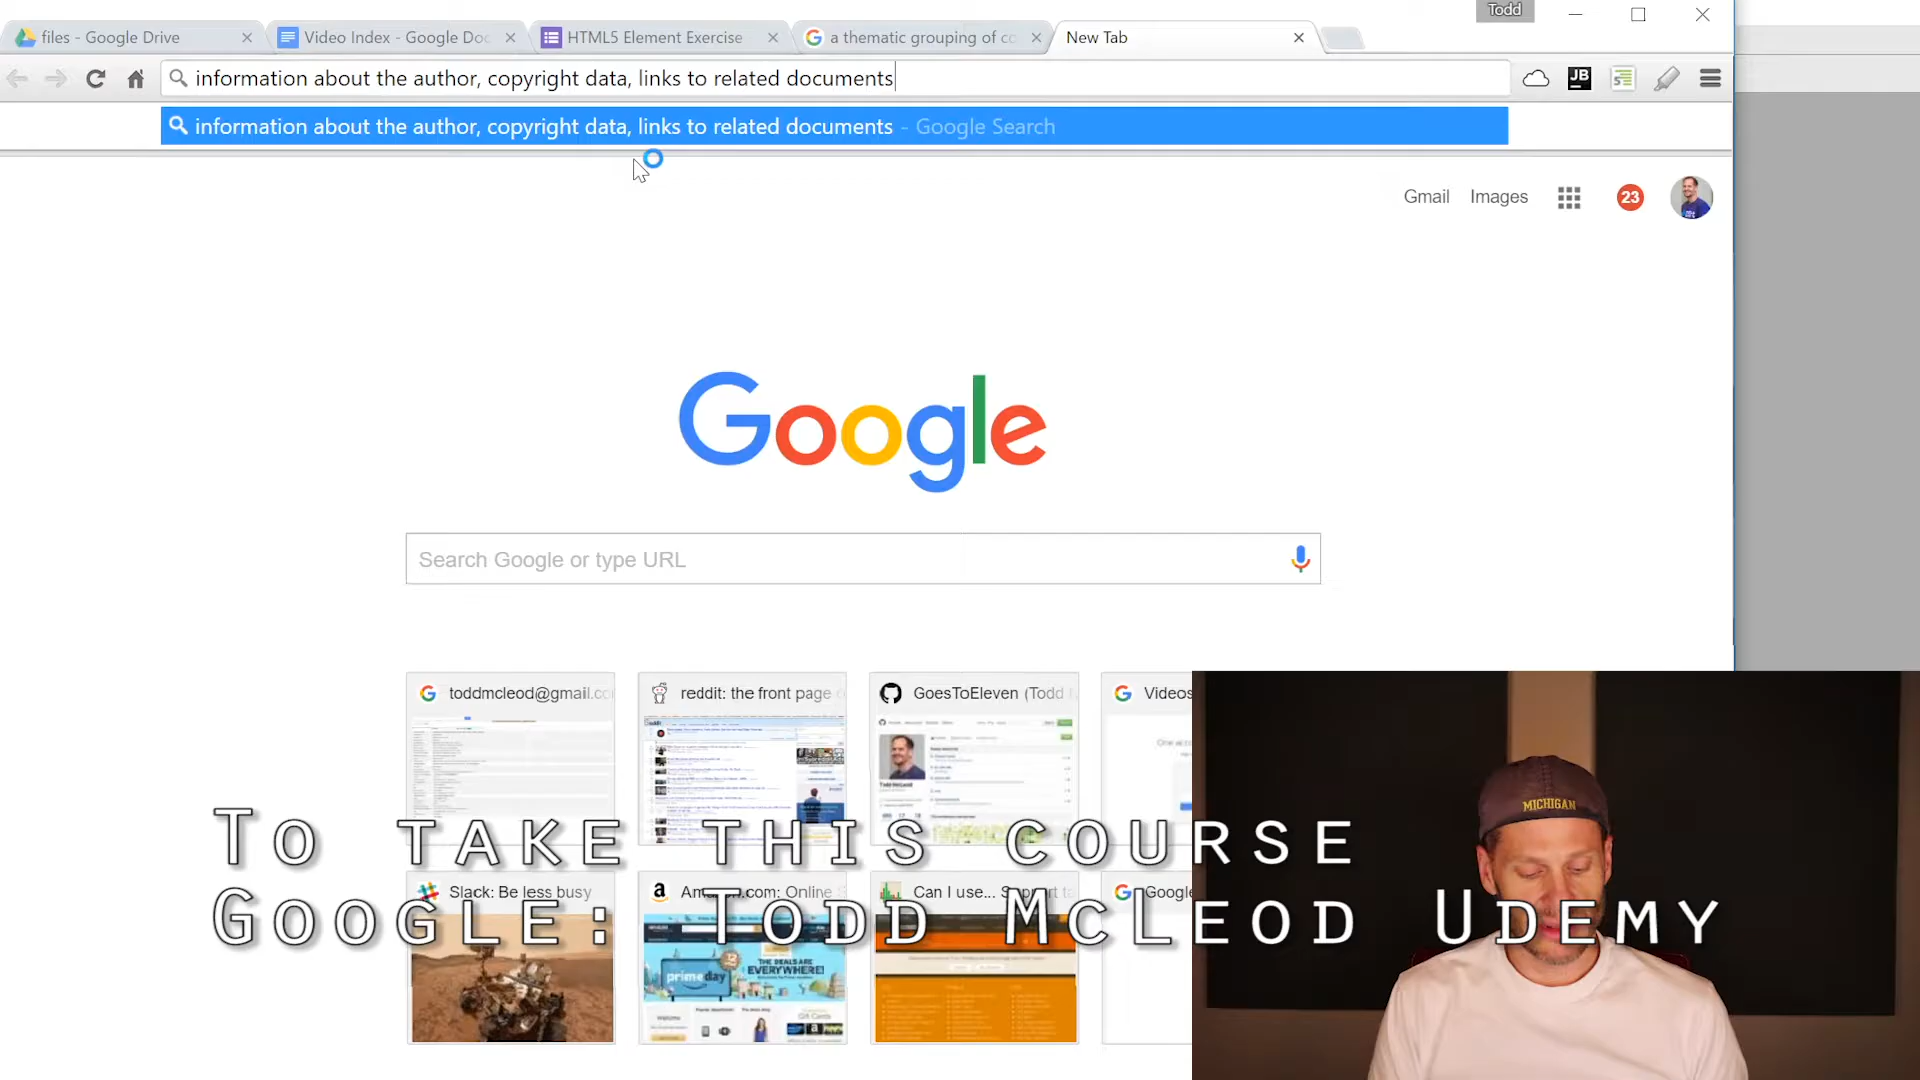 Todd
files - Google Drive
Video Index - Google Doc
HTML5 Element Exercise
a thematic grouping of co
New Tab
information about the author, copyright data, links to related documents
JB
information about the author, copyright data, links to related documents - Google Search
Gmail
Images
23
Google
Search Google or type URL
toddmcleod@gmail.co
reddit: the front page
GoesToEleven (Todd
Videos
To take this course
Google: Todd McLeod Udemy
Slack: Be less busy
Amazon.com: Online
Can I use... Support ta
Google
prime day
THE DEALS ARE
EVERYWHERE!
MICHIGAN